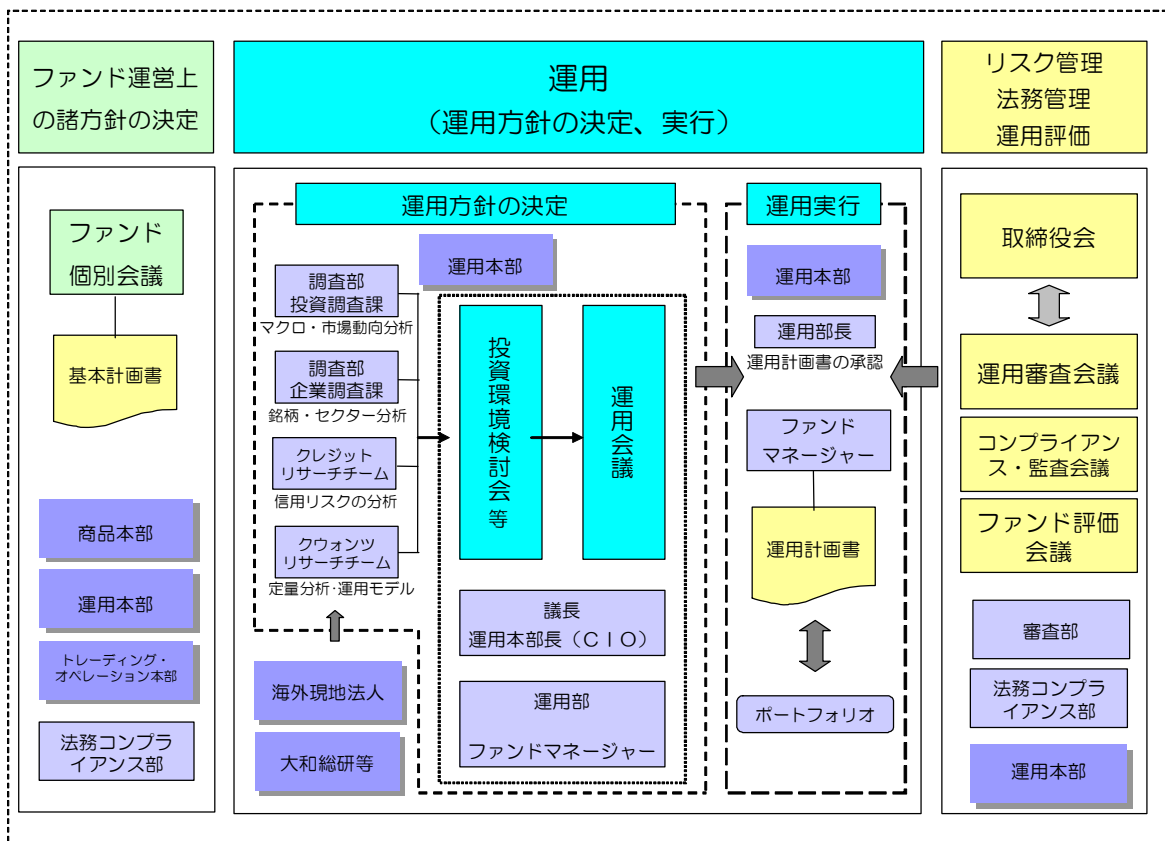 ファンド運営上
の諸方針の決定
ファンド
個別会議
基本計画書
商品本部
運用本部
トレーディング・
オペレーション本部
法務コンプラ
イアンス部
運用
（運用方針の決定、実行）
運用方針の決定
運用本部
調査部
投資調査課
マクロ・市場動向分析
調査部
企業調査課
銘柄・セクター分析
クレジット
リサーチチーム
信用リスクの分析
クウォンツ
リサーチチーム
定量分析・運用モデル
海外現地法人
大和総研等
投資環境検討会等
運用会議
議長
運用本部長（ＣＩＯ）
運用部
ファンドマネージャー
運用実行
運用本部
運用部長
運用計画書の承認
ファンド
マネージャー
運用計画書
ポートフォリオ
リスク管理
法務管理
運用評価
取締役会
運用審査会議
コンプライアン
ス・監査会議
ファンド評価
会議
審査部
法務コンプラ
イアンス部
運用本部